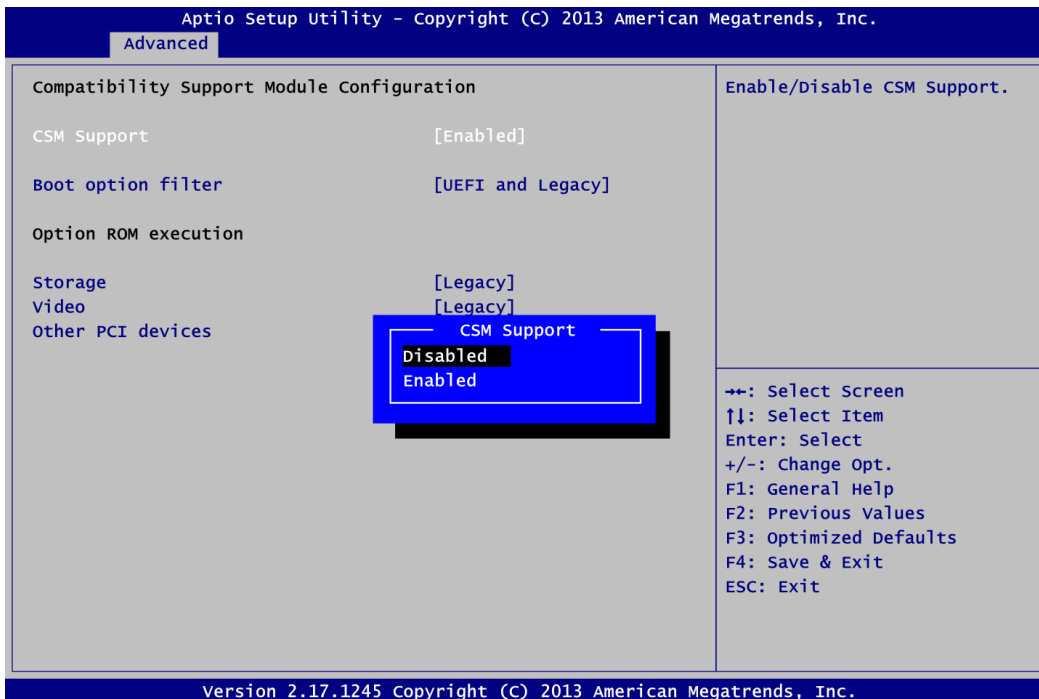 Aptio Setup Utility - Copyright (C) 2013 American Megatrends, Inc.
Advanced
Compatibility Support Module Configuration
CSM Support [Enabled]
Boot option filter [UEFI and Legacy]
Option ROM execution
Storage [Legacy]
Video [Legacy]
Other PCI devices
CSM Support
Disabled
Enabled
Enable/Disable CSM Support.
→←: Select Screen
↑↓: Select Item
Enter: Select
+/-: Change Opt.
F1: General Help
F2: Previous Values
F3: Optimized Defaults
F4: Save & Exit
ESC: Exit
Version 2.17.1245 Copyright (C) 2013 American Megatrends, Inc.